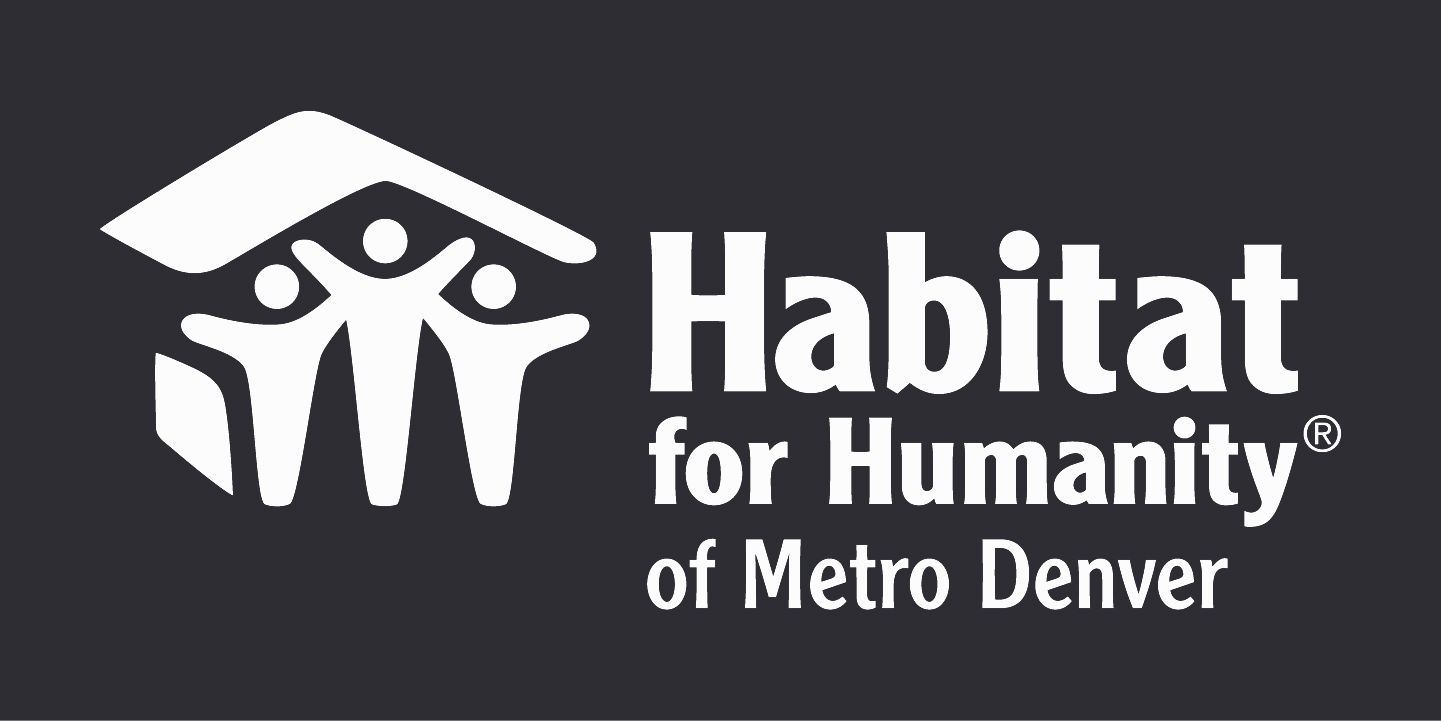 Habitat
for Humanity®
of Metro Denver